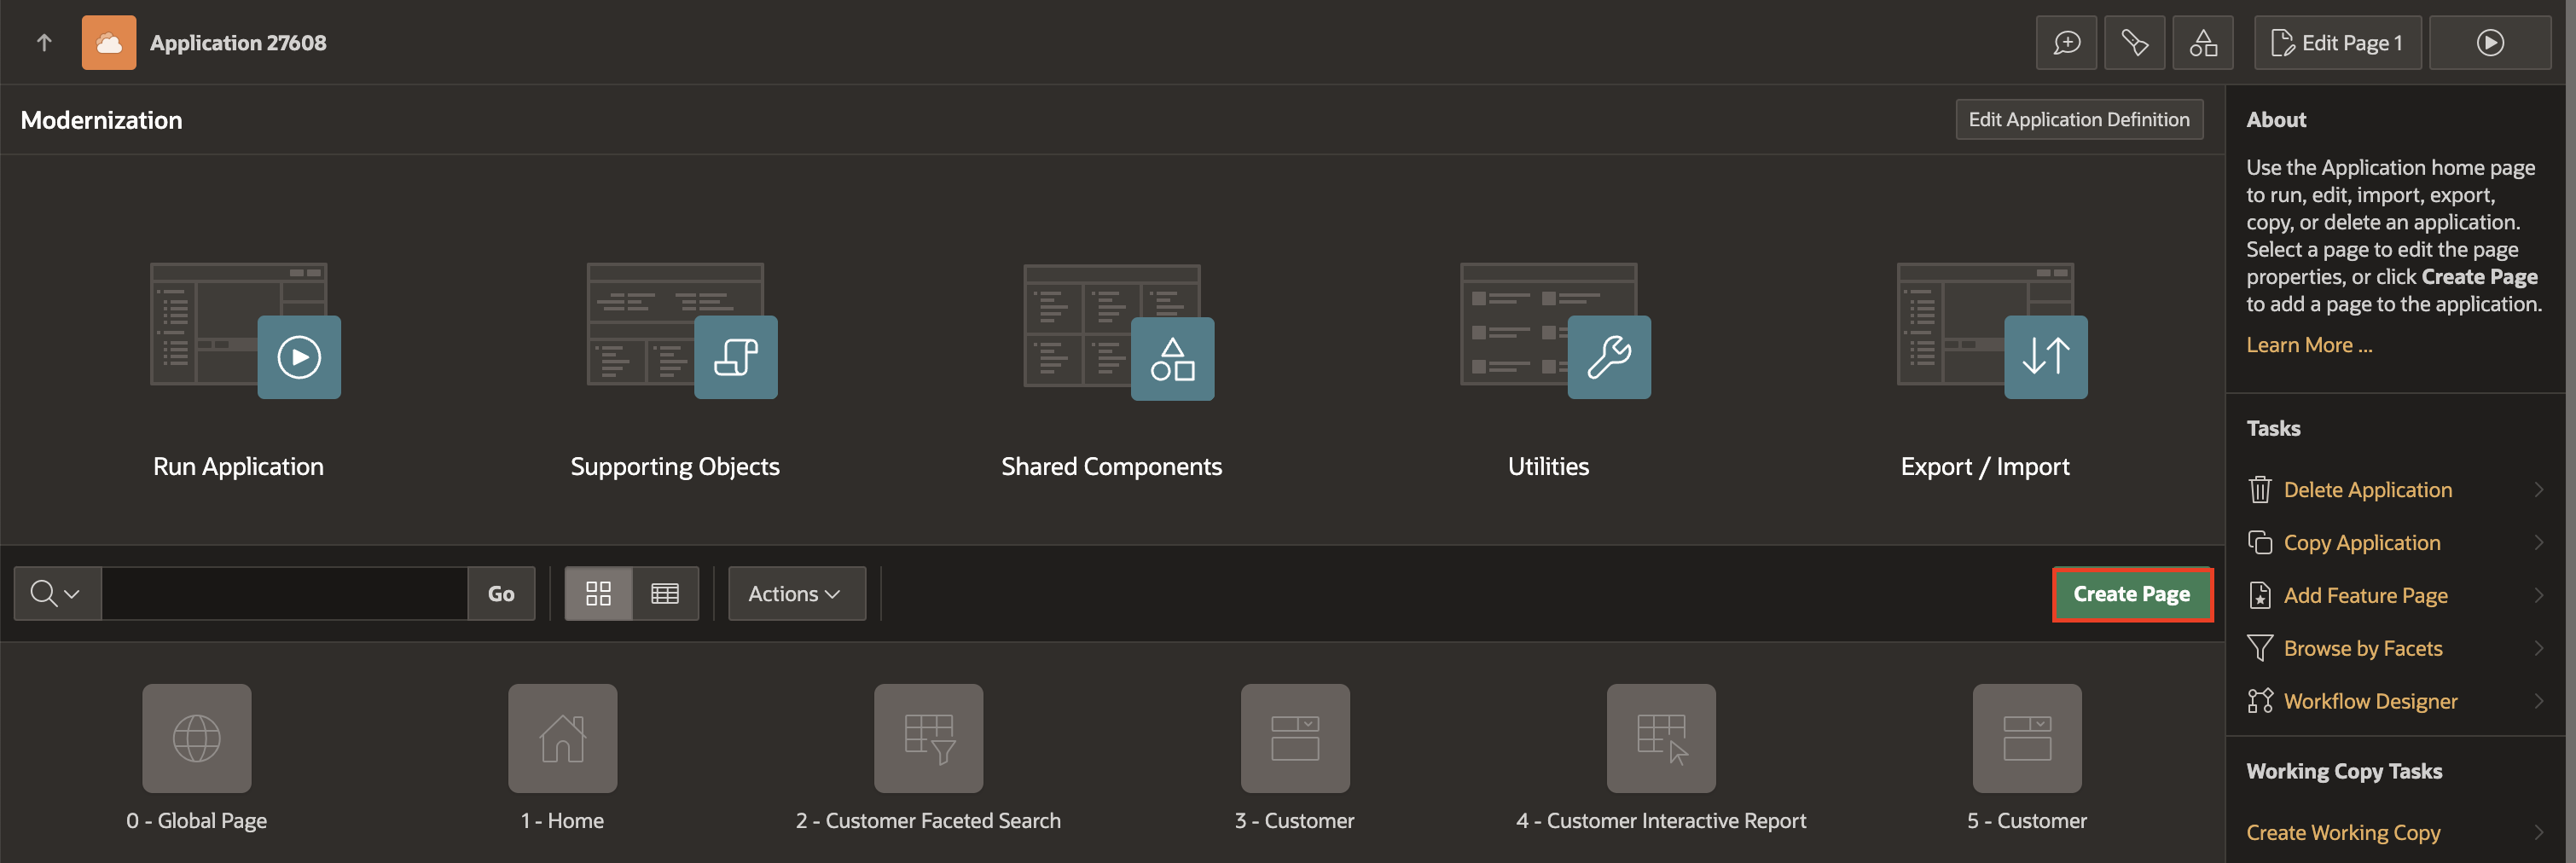 Application 27608
Edit Page 1
Modernization
Edit Application Definition
Run Application
Supporting Objects
Shared Components
Utilities
Export / Import
Go
Actions
Create Page
0 - Global Page
1 - Home
2 - Customer Faceted Search
3 - Customer
4 - Customer Interactive Report
5 - Customer
About
Use the Application home page
to run, edit, import, export,
copy, or delete an application.
Select a page to edit the page
properties, or click Create Page
to add a page to the application.
Learn More ...
Tasks
Delete Application
Copy Application
Add Feature Page
Browse by Facets
Workflow Designer
Working Copy Tasks
Create Working Copy